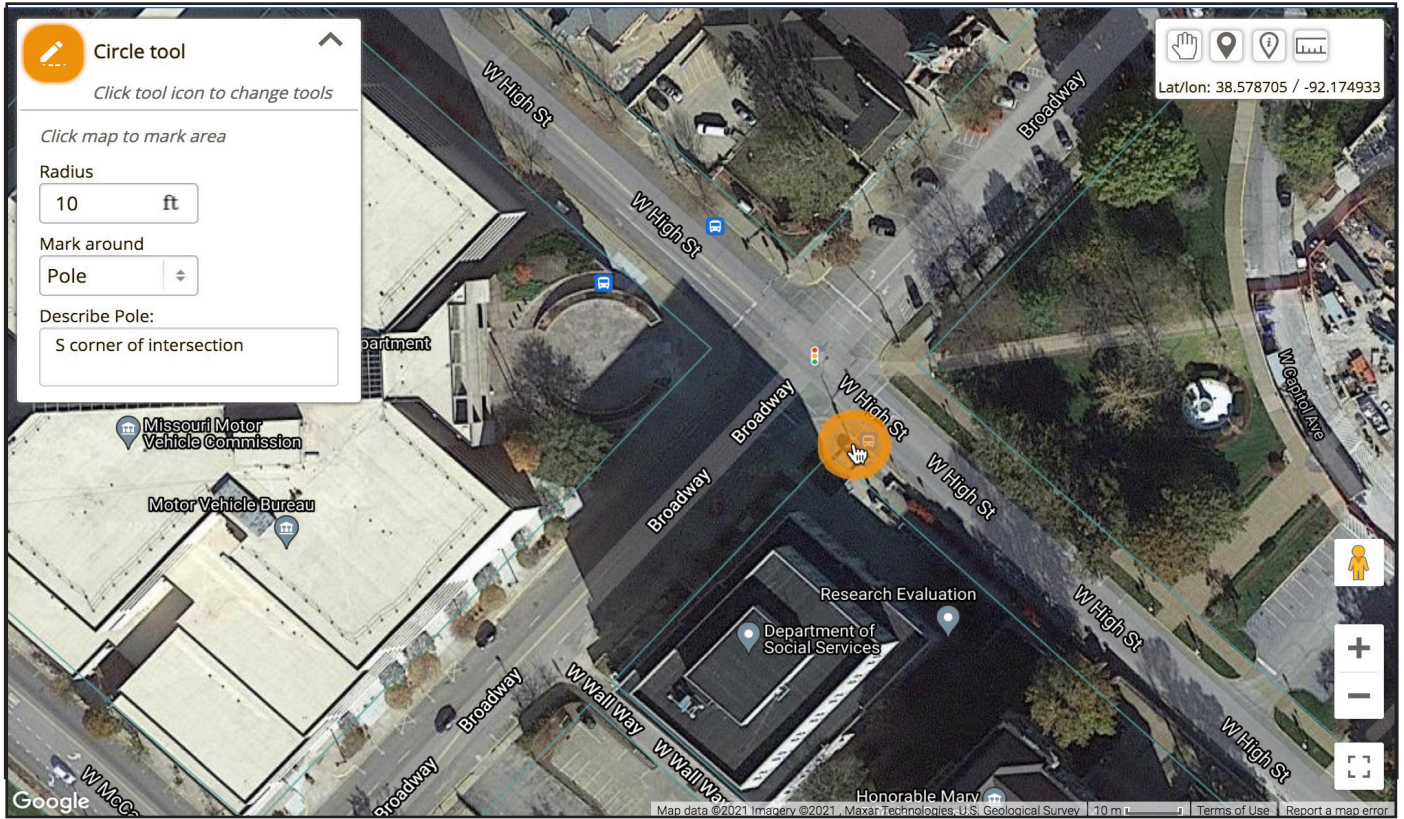 Circle tool
Click tool icon to change tools
Click map to mark area
Radius
10 ft
Mark around
Pole
Describe Pole:
S corner of intersection
Lat/lon: 38.578705 / -92.174933
W High St
Broadway
W High St
partment
W High St
Broadway
W Capitol Ave
Missouri Motor
Vehicle Commission
Broadway
W High St
Motor Vehicle Bureau
Research Evaluation
W High St
Department of
Social Services
Broadway
W Wall Way
W High St
W Wall Way
Broadway
W McCa
Honorable Mary
Google
Map data ©2021 Imagery ©2021 , Maxar Technologies, U.S. Geological Survey
10 m
Terms of Use
Report a map error